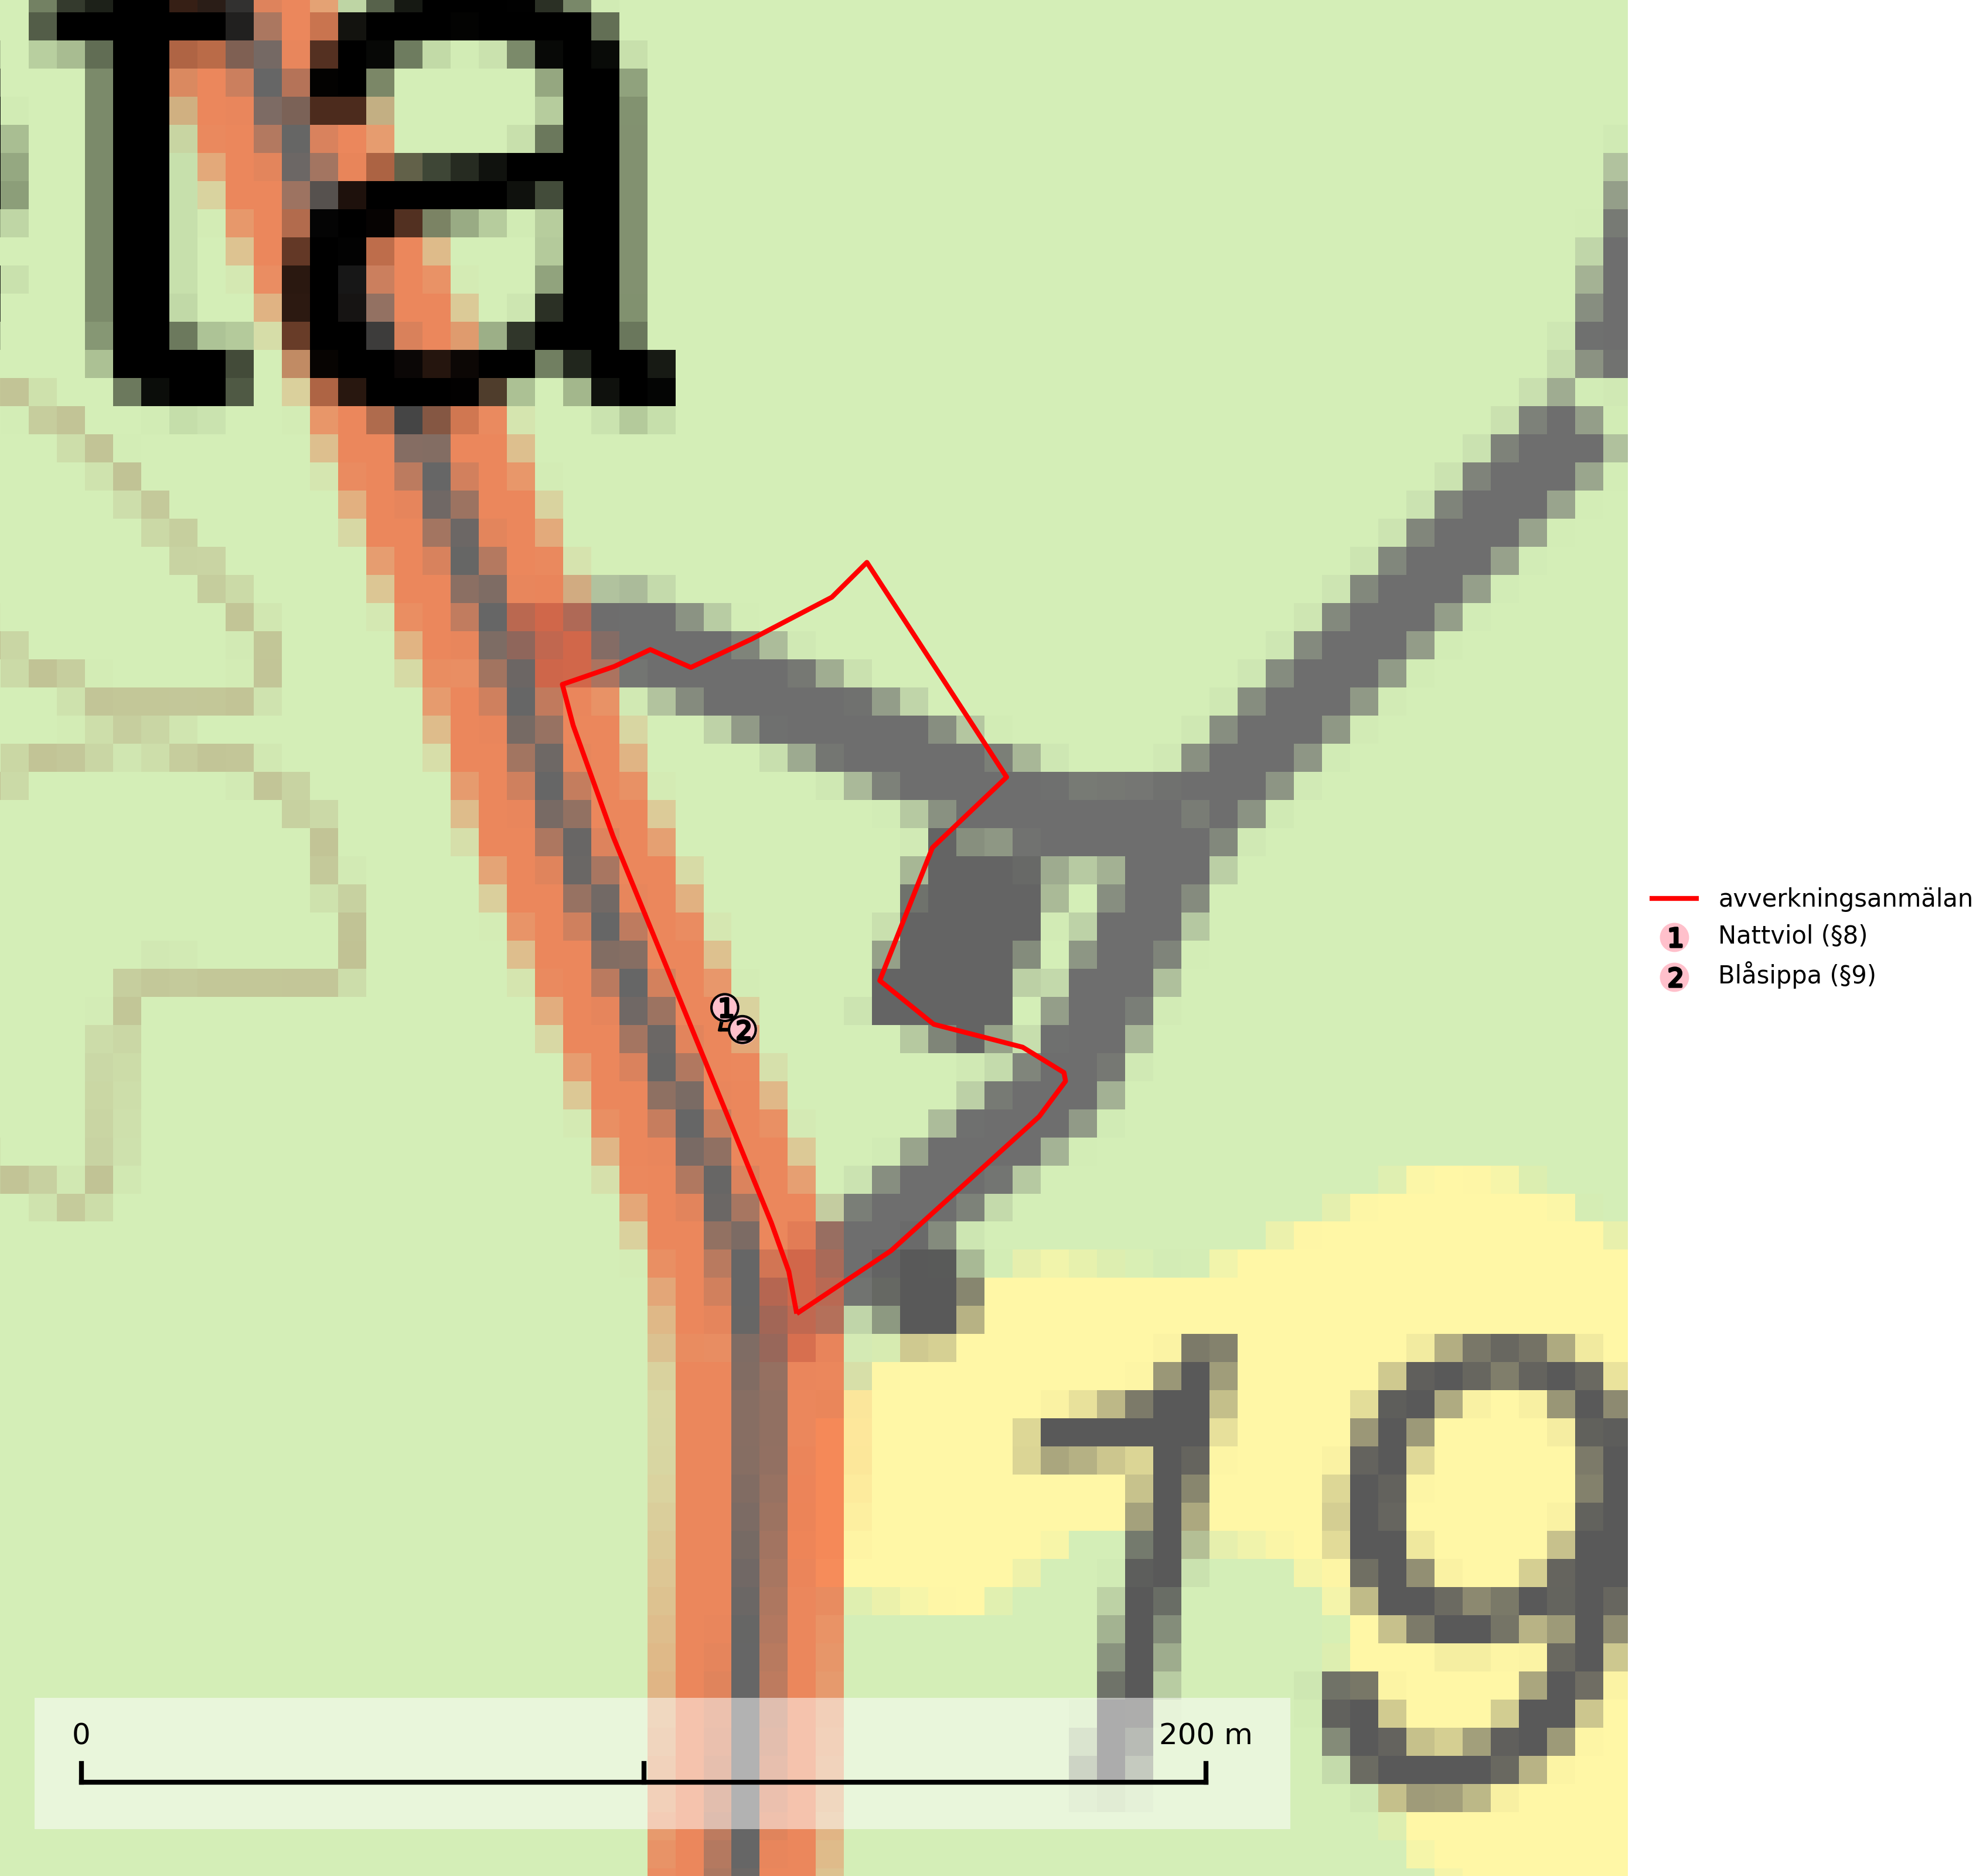 ta
avverkningsanmälan
1 Nattviol (§8)
2 Blåsippa (§9)
1
2
19
0
200 m